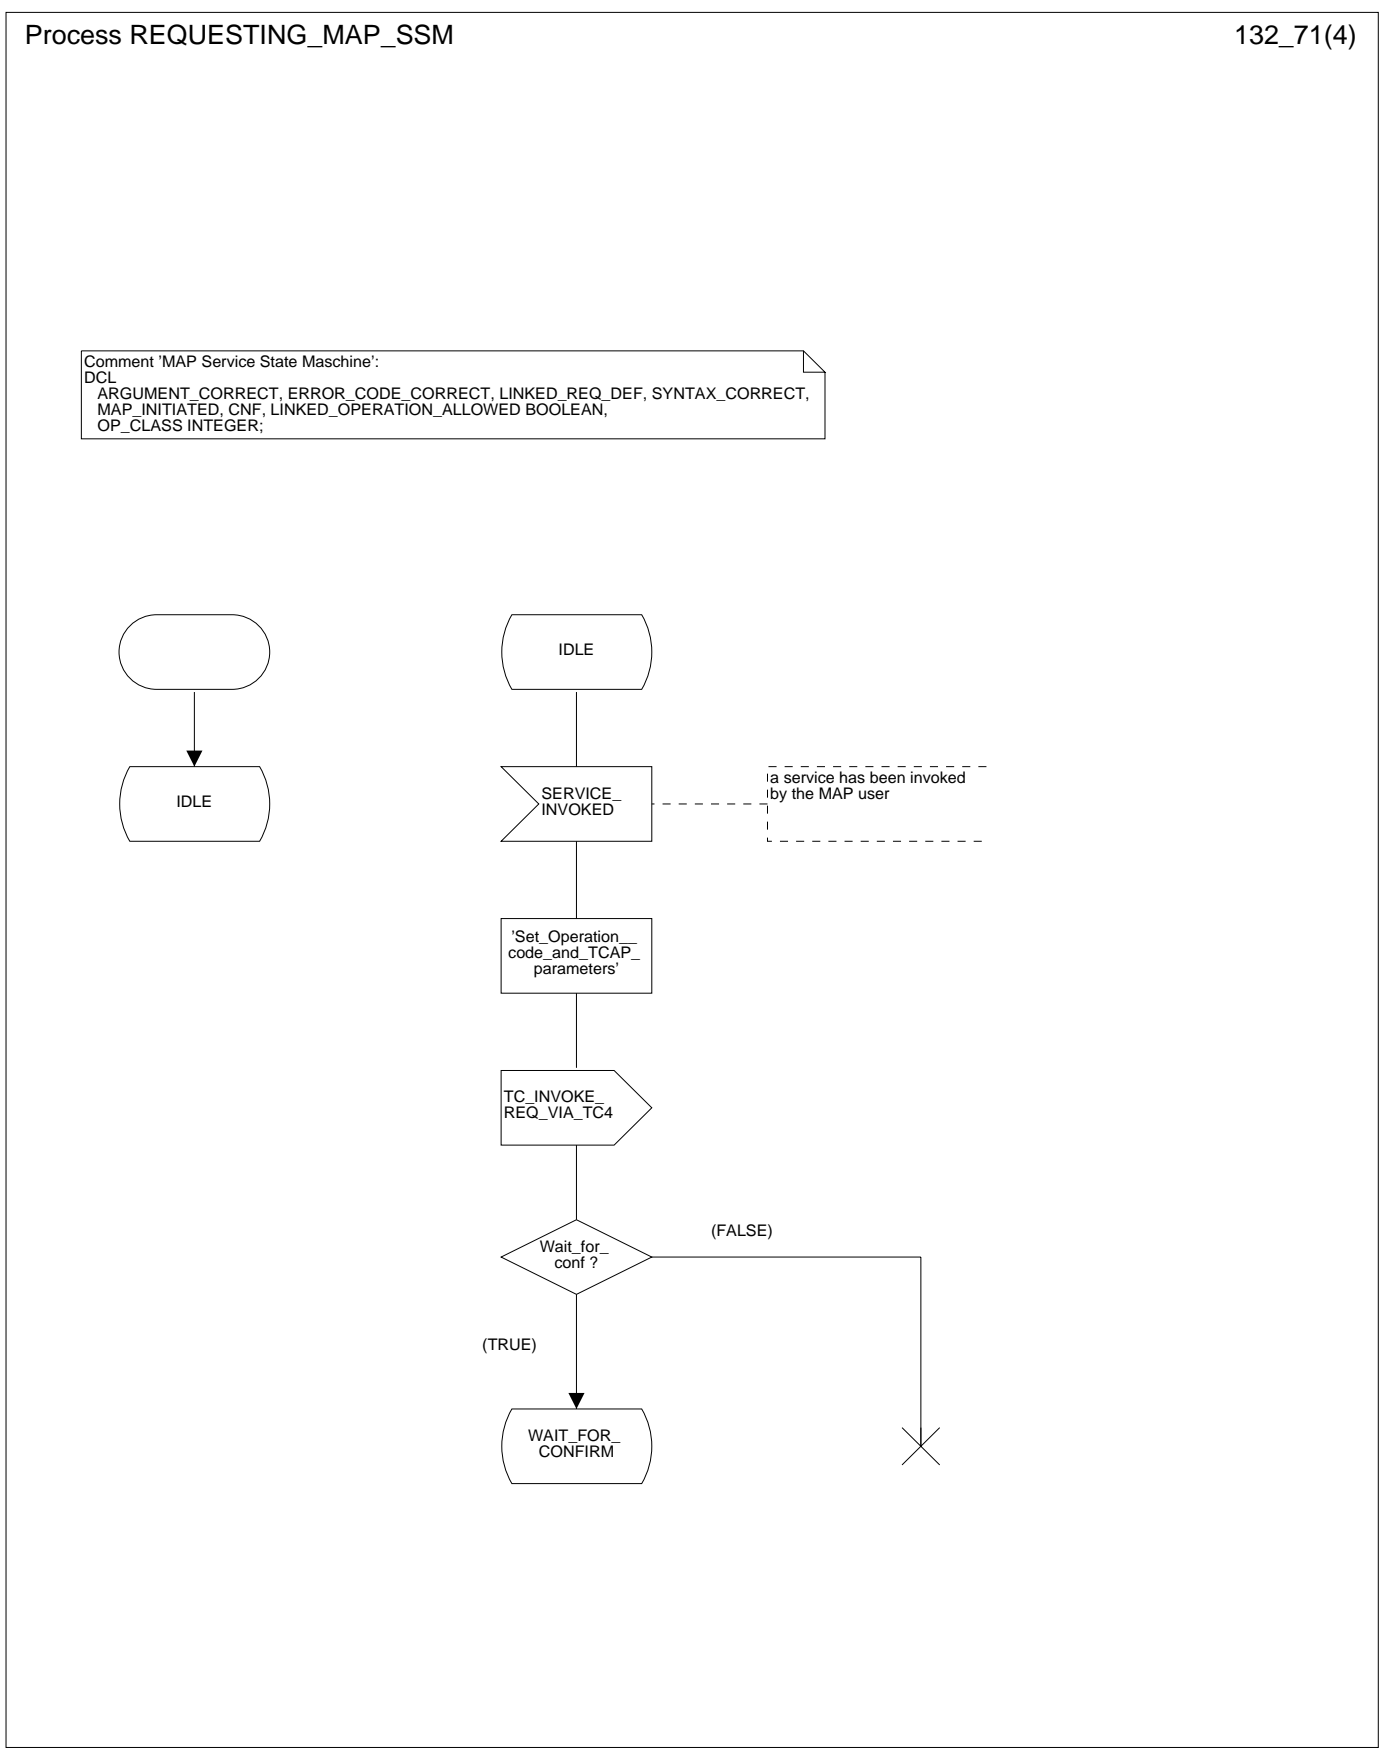 Process REQUESTING_MAP_SSM
132_71(4)
Comment 'MAP Service State Maschine':
DCL
ARGUMENT_CORRECT, ERROR_CODE_CORRECT, LINKED_REQ_DEF, SYNTAX_CORRECT,
MAP_INITIATED, CNF, LINKED_OPERATION_ALLOWED BOOLEAN,
OP_CLASS INTEGER;
IDLE
IDLE
SERVICE_
INVOKED
a service has been invoked
by the MAP user
'Set_Operation__
code_and_TCAP_
parameters'
TC_INVOKE_
REQ_VIA_TC4
Wait_for_
conf ?
(FALSE)
(TRUE)
WAIT_FOR_
CONFIRM